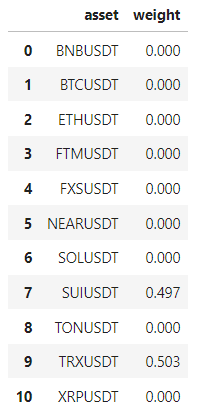 asset weight
0 BNBUSDT 0.000
1 BTCUSDT 0.000
2 ETHUSDT 0.000
3 FTMUSDT 0.000
4 FXSUSDT 0.000
5 NEARUSDT 0.000
6 SOLUSDT 0.000
7 SUIUSDT 0.497
8 TONUSDT 0.000
9 TRXUSDT 0.503
10 XRPUSDT 0.000